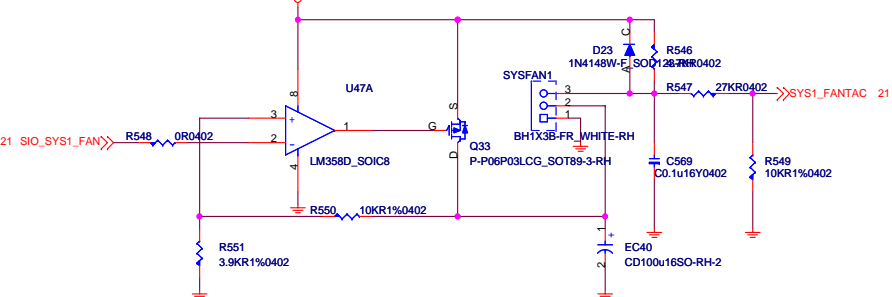 D23
C
R546
1N4148W-F_SOD123-RH
4.7KR0402
A
U47A
SYSFAN1
R547
27KR0402
8
S
3
SYS1_FANTAC 21
2
3
+
1
G
1
21 SIO_SYS1_FAN
R548
0R0402
2
-
BH1X3B-FR_WHITE-RH
Q33
D
P-P06P03LCG_SOT89-3-RH
4
LM358D_SOIC8
C569
C0.1u16Y0402
R549
10KR1%0402
R550
10KR1%0402
R551
3.9KR1%0402
1
+
EC40
CD100u16SO-RH-2
2